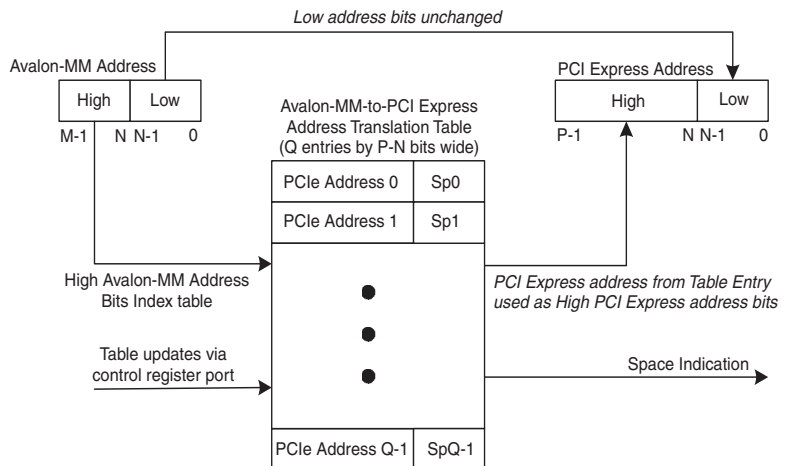 Low address bits unchanged
Avalon-MM Address
PCI Express Address
High Low
High Low
M-1 N N-1 0
P-1 N N-1 0
Avalon-MM-to-PCI Express
Address Translation Table
(Q entries by P-N bits wide)
PCIe Address 0 Sp0
PCIe Address 1 Sp1
High Avalon-MM Address
Bits Index table
PCI Express address from Table Entry
used as High PCI Express address bits
Table updates via
control register port
Space Indication
PCIe Address Q-1 SpQ-1